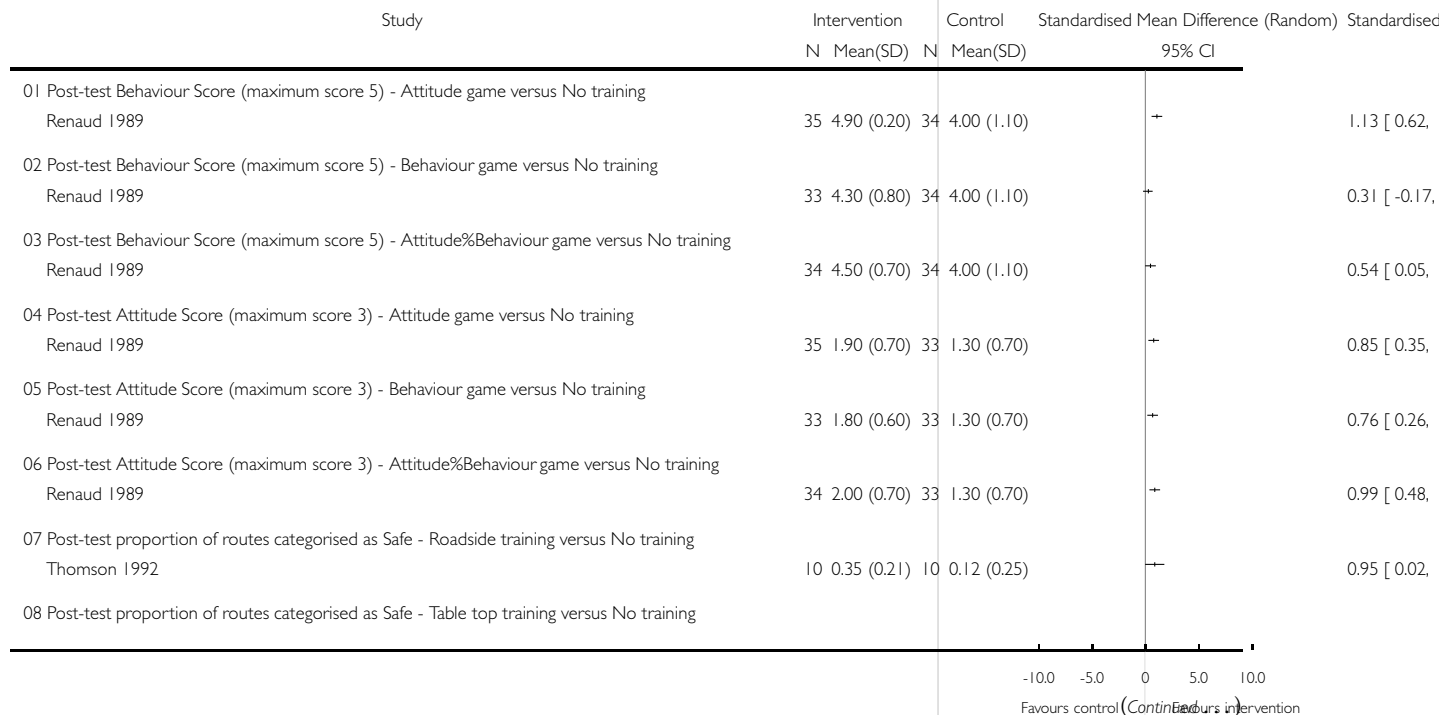 Study Intervention Control Standardised Mean Difference (Random) Standardised
N Mean(SD) N Mean(SD) 95% CI
01 Post-test Behaviour Score (maximum score 5) - Attitude game versus No training
Renaud 1989 35 4.90 (0.20) 34 4.00 (1.10) 1.13 [ 0.62,
02 Post-test Behaviour Score (maximum score 5) - Behaviour game versus No training
Renaud 1989 33 4.30 (0.80) 34 4.00 (1.10) 0.31 [ -0.17,
03 Post-test Behaviour Score (maximum score 5) - Attitude%Behaviour game versus No training
Renaud 1989 34 4.50 (0.70) 34 4.00 (1.10) 0.54 [ 0.05,
04 Post-test Attitude Score (maximum score 3) - Attitude game versus No training
Renaud 1989 35 1.90 (0.70) 33 1.30 (0.70) 0.85 [ 0.35,
05 Post-test Attitude Score (maximum score 3) - Behaviour game versus No training
Renaud 1989 33 1.80 (0.60) 33 1.30 (0.70) 0.76 [ 0.26,
06 Post-test Attitude Score (maximum score 3) - Attitude%Behaviour game versus No training
Renaud 1989 34 2.00 (0.70) 33 1.30 (0.70) 0.99 [ 0.48,
07 Post-test proportion of routes categorised as Safe - Roadside training versus No training
Thomson 1992 10 0.35 (0.21) 10 0.12 (0.25) 0.95 [ 0.02,
08 Post-test proportion of routes categorised as Safe - Table top training versus No training
-10.0 -5.0 0 5.0 10.0
Favours control (Continued . . . ) Favours intervention